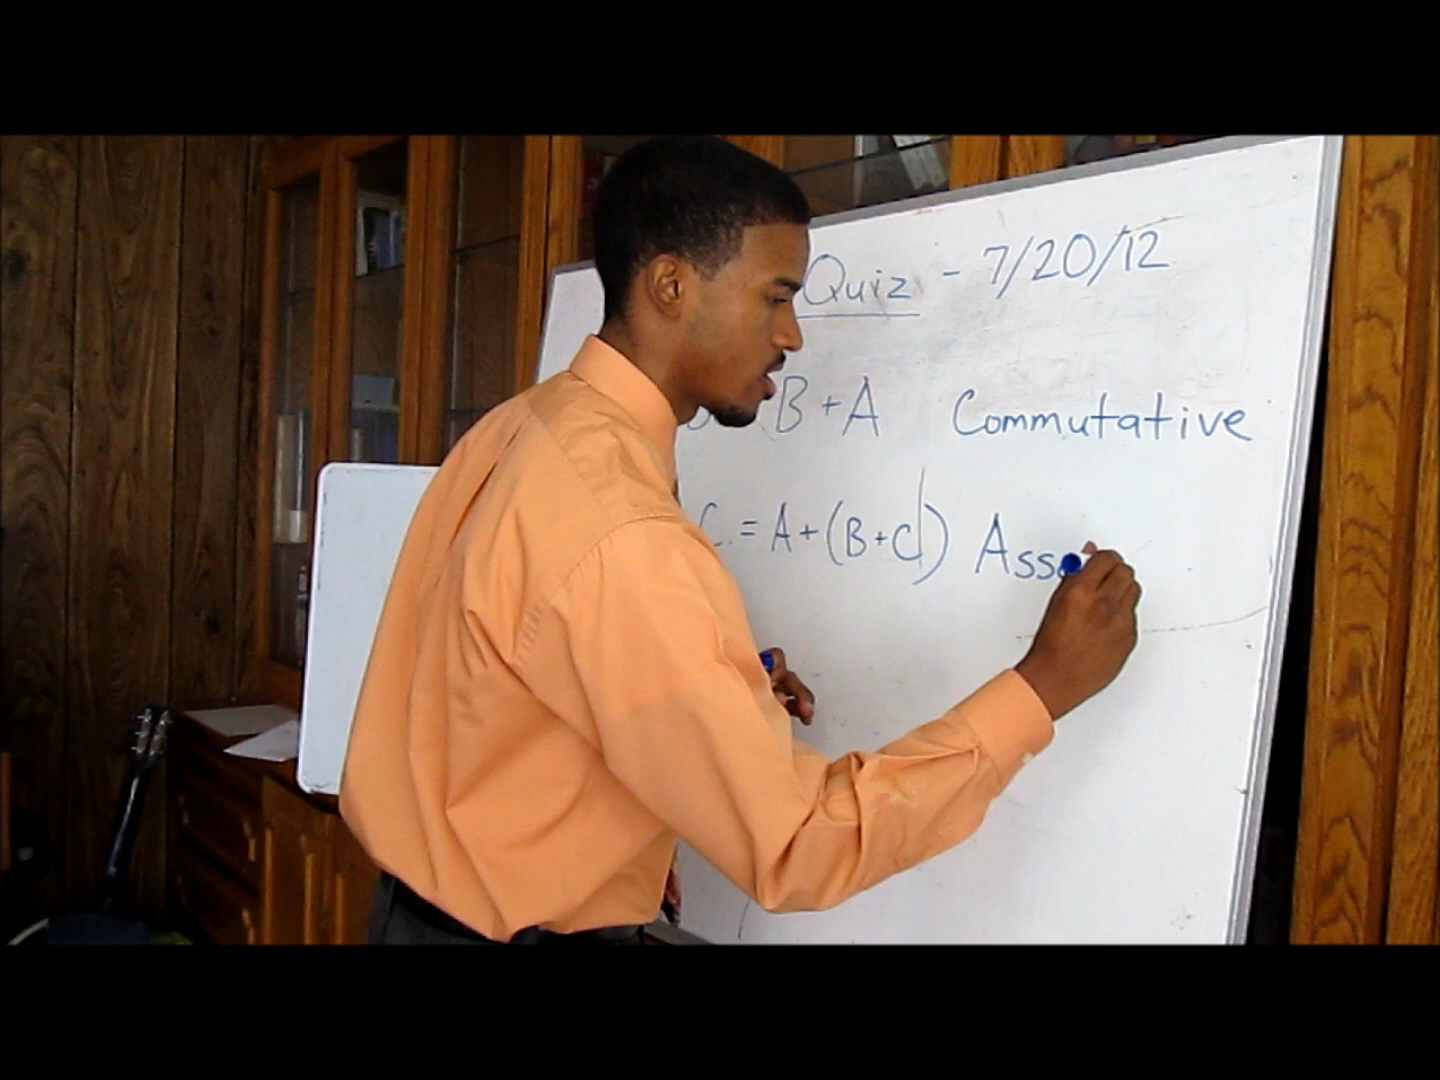 Quiz - 7/20/12
B + A Commutative
C. = A + (B + C) Ass